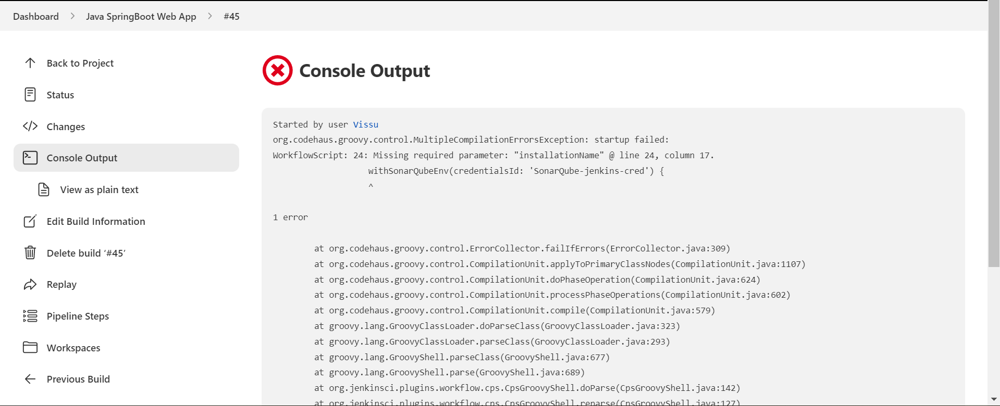 Dashboard > Java SpringBoot Web App > #45
Back to Project
Status
Changes
Console Output
View as plain text
Edit Build Information
Delete build ‘#45’
Replay
Pipeline Steps
Workspaces
Previous Build
Console Output
Started by user Vissu
org.codehaus.groovy.control.MultipleCompilationErrorsException: startup failed:
WorkflowScript: 24: Missing required parameter: "installationName" @ line 24, column 17.
withSonarQubeEnv(credentialsId: 'SonarQube-jenkins-cred') {
^
1 error
at org.codehaus.groovy.control.ErrorCollector.failIfErrors(ErrorCollector.java:309)
at org.codehaus.groovy.control.CompilationUnit.applyToPrimaryClassNodes(CompilationUnit.java:1107)
at org.codehaus.groovy.control.CompilationUnit.doPhaseOperation(CompilationUnit.java:624)
at org.codehaus.groovy.control.CompilationUnit.processPhaseOperations(CompilationUnit.java:602)
at org.codehaus.groovy.control.CompilationUnit.compile(CompilationUnit.java:579)
at groovy.lang.GroovyClassLoader.doParseClass(GroovyClassLoader.java:323)
at groovy.lang.GroovyClassLoader.parseClass(GroovyClassLoader.java:293)
at groovy.lang.GroovyShell.parseClass(GroovyShell.java:677)
at groovy.lang.GroovyShell.parse(GroovyShell.java:689)
at org.jenkinsci.plugins.workflow.cps.CpsGroovyShell.doParse(CpsGroovyShell.java:142)
at org.jenkinsci.plugins.workflow.cps.CpsGroovyShell.reparse(CpsGroovyShell.java:127)